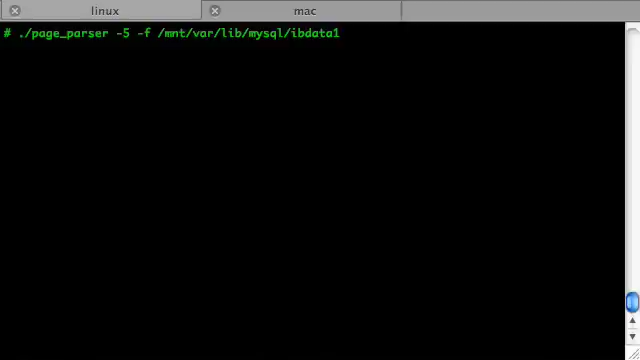 linux
mac
# ./page_parser -5 -f /mnt/var/lib/mysql/ibdata1